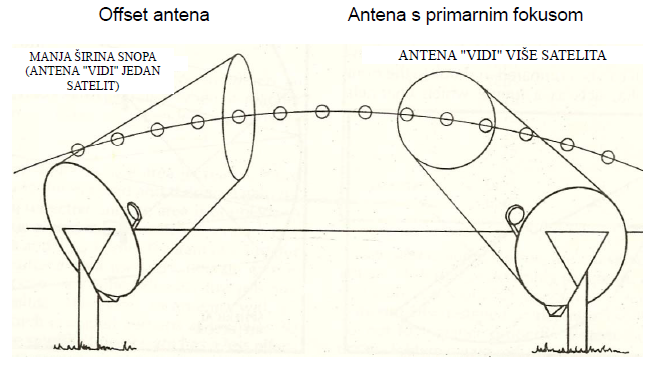 Offset antena
Antena s primarnim fokusom
MANJA ŠIRINA SNOPA
(ANTENA "VIDI" JEDAN
SATELIT)
ANTENA "VIDI" VIŠE SATELITA